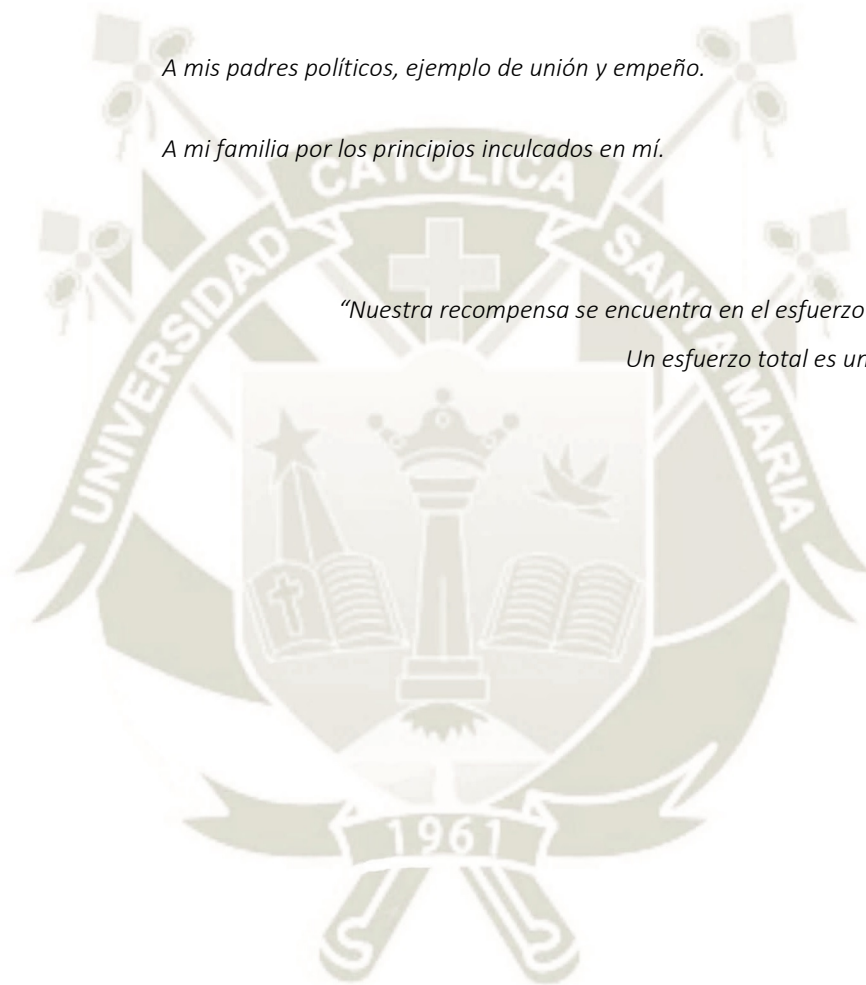 A mis padres políticos, ejemplo de unión y empeño.
A mi familia por los principios inculcados en mí.
CATOLICA
UNIVERSIDAD
SANTA MARIA
“Nuestra recompensa se encuentra en el esfuerzo
Un esfuerzo total es un
1961